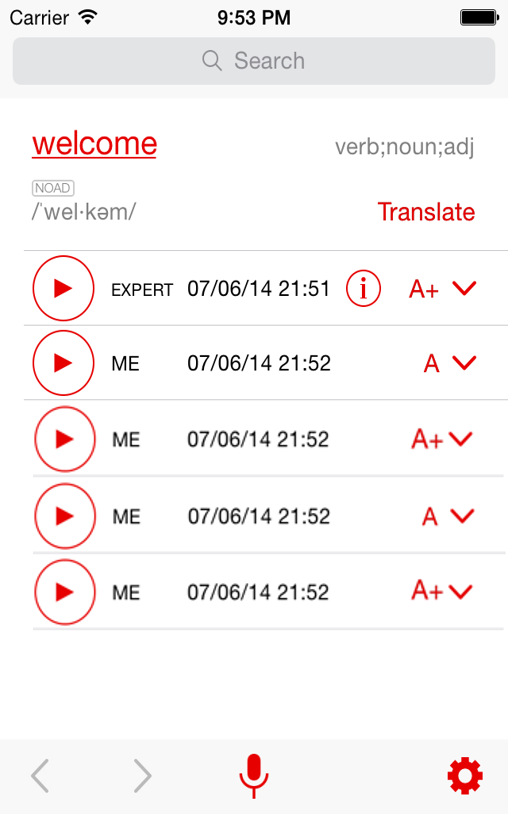 Carrier 9:53 PM
Search
welcome verb;noun;adj
NOAD
/ˈwel·kəm/ Translate
EXPERT 07/06/14 21:51 i A+
ME 07/06/14 21:52 A
ME 07/06/14 21:52 A+
ME 07/06/14 21:52 A
ME 07/06/14 21:52 A+